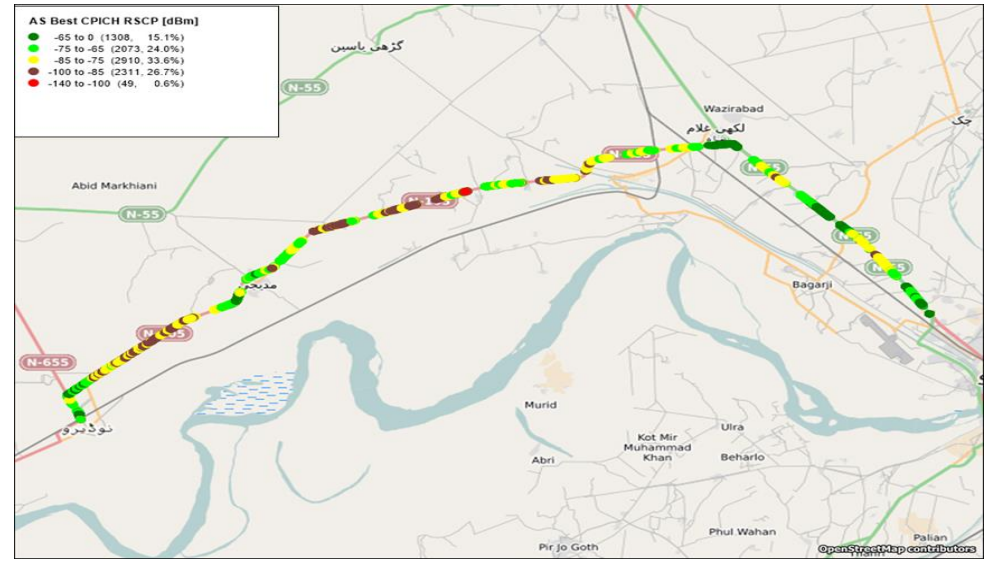 AS Best CPICH RSCP [dBm]
-65 to 0 (1308, 15.1%)
-75 to -65 (2073, 24.0%)
-85 to -75 (2910, 33.6%)
-100 to -85 (2311, 26.7%)
-140 to -100 (49, 0.6%)
گڑھی یاسین
N-55
Wazirabad
لکھی غلام
چک
Abid Markhiani
N-55
مدیجی
Bagarji
N-655
نوڈیرو
Murid
Ulra
Kot Mir
Muhammad
Khan
Abri
Beharlo
Phul Wahan
Palian
Pir Jo Goth
OpenStreetMap contributors